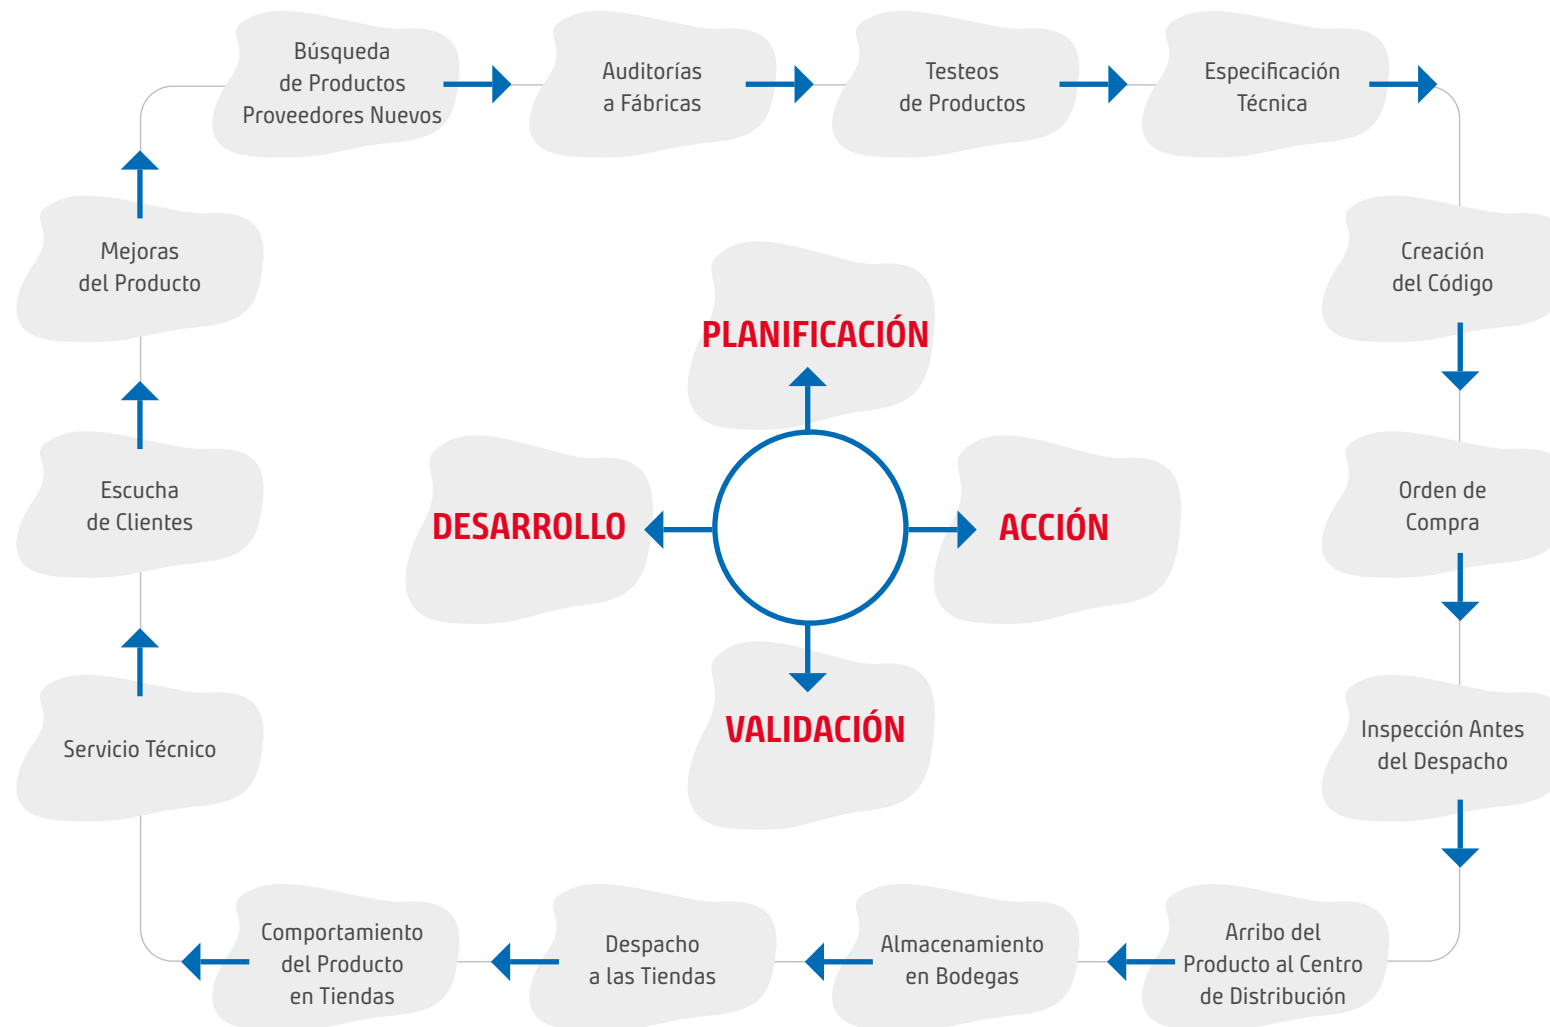 Búsqueda
de Productos
Proveedores Nuevos
Auditorías
a Fábricas
Testeos
de Productos
Especificación
Técnica
Creación
del Código
Orden de
Compra
Inspección Antes
del Despacho
Arribo del
Producto al Centro
de Distribución
Almacenamiento
en Bodegas
Despacho
a las Tiendas
Comportamiento
del Producto
en Tiendas
Servicio Técnico
Escucha
de Clientes
Mejoras
del Producto
PLANIFICACIÓN
ACCIÓN
VALIDACIÓN
DESARROLLO